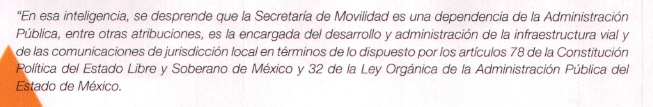 "En esa inteligencia, se desprende que la Secretaría de Movilidad es una dependencia de la Administración
Pública, entre otras atribuciones, es la encargada del desarrollo y administración de la infraestructura vial y
de las comunicaciones de jurisdicción local en términos de lo dispuesto por los artículos 78 de la Constitución
Política del Estado Libre y Soberano de México y 32 de la Ley Orgánica de la Administración Pública del
Estado de México.